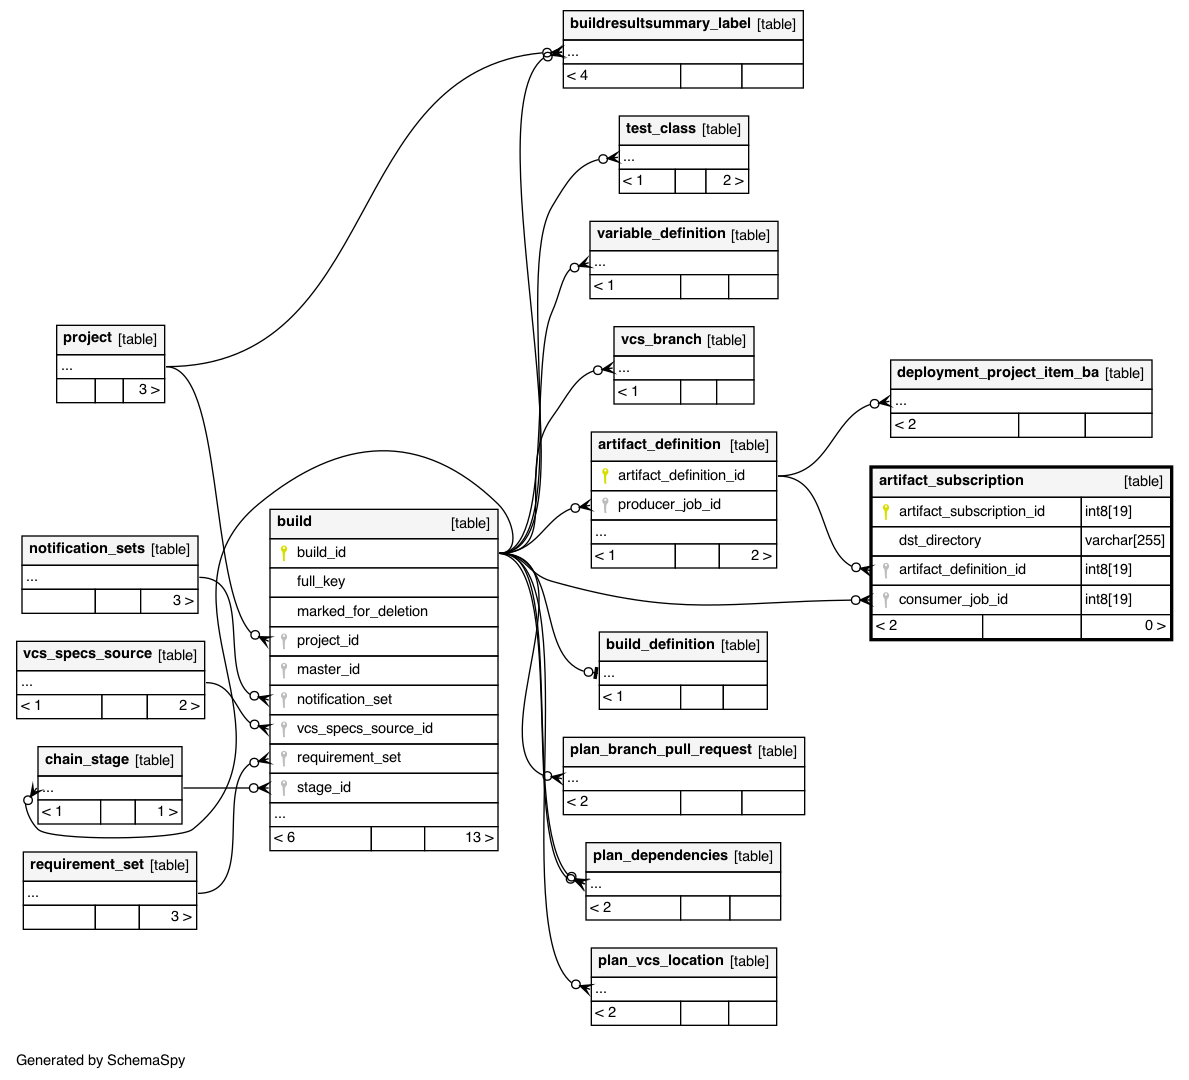 buildresultsummary_label [table]
...
< 4
test_class [table]
...
< 1 2 >
variable_definition [table]
...
< 1
project [table]
...
3 >
vcs_branch [table]
...
< 1
deployment_project_item_ba [table]
...
< 2
artifact_definition [table]
artifact_definition_id
producer_job_id
...
< 1 2 >
artifact_subscription [table]
artifact_subscription_id int8[19]
dst_directory varchar[255]
artifact_definition_id int8[19]
consumer_job_id int8[19]
< 2 0 >
build [table]
build_id
full_key
marked_for_deletion
project_id
master_id
notification_set
vcs_specs_source_id
requirement_set
stage_id
...
< 6 13 >
notification_sets [table]
...
3 >
vcs_specs_source [table]
...
< 1 2 >
chain_stage [table]
...
< 1 1 >
requirement_set [table]
...
3 >
build_definition [table]
...
< 1
plan_branch_pull_request [table]
...
< 2
plan_dependencies [table]
...
< 2
plan_vcs_location [table]
...
< 2
Generated by SchemaSpy